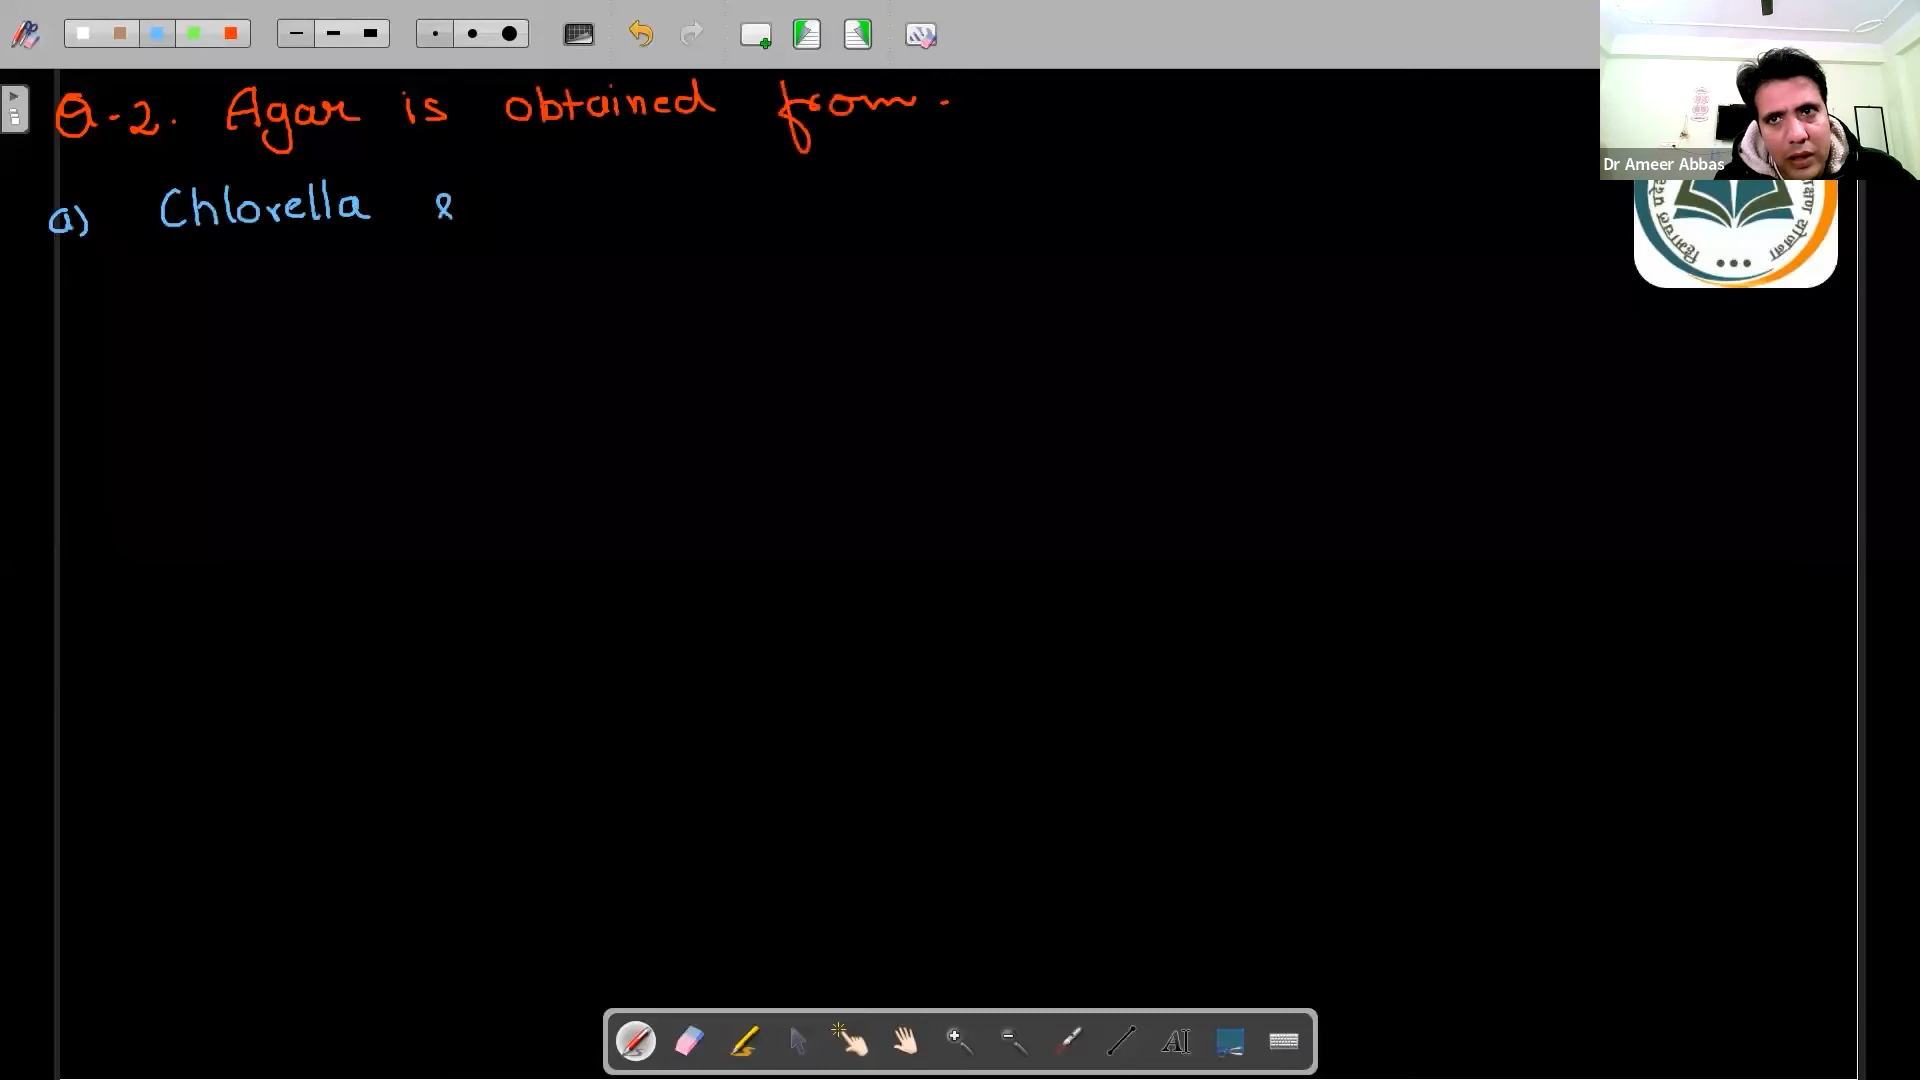 Q-2. Agar is obtained from.
a) Chlorella &
Dr Ameer Abbas